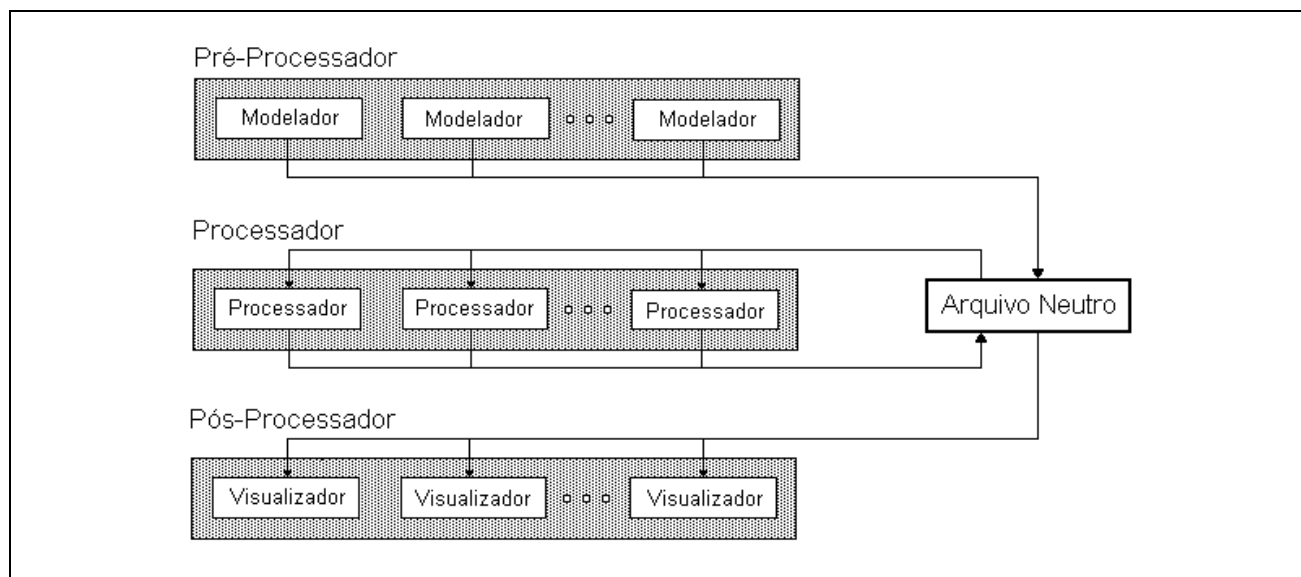 Pré-Processador
Modelador
Modelador
Modelador
Processador
Processador
Processador
Processador
Arquivo Neutro
Pós-Processador
Visualizador
Visualizador
Visualizador